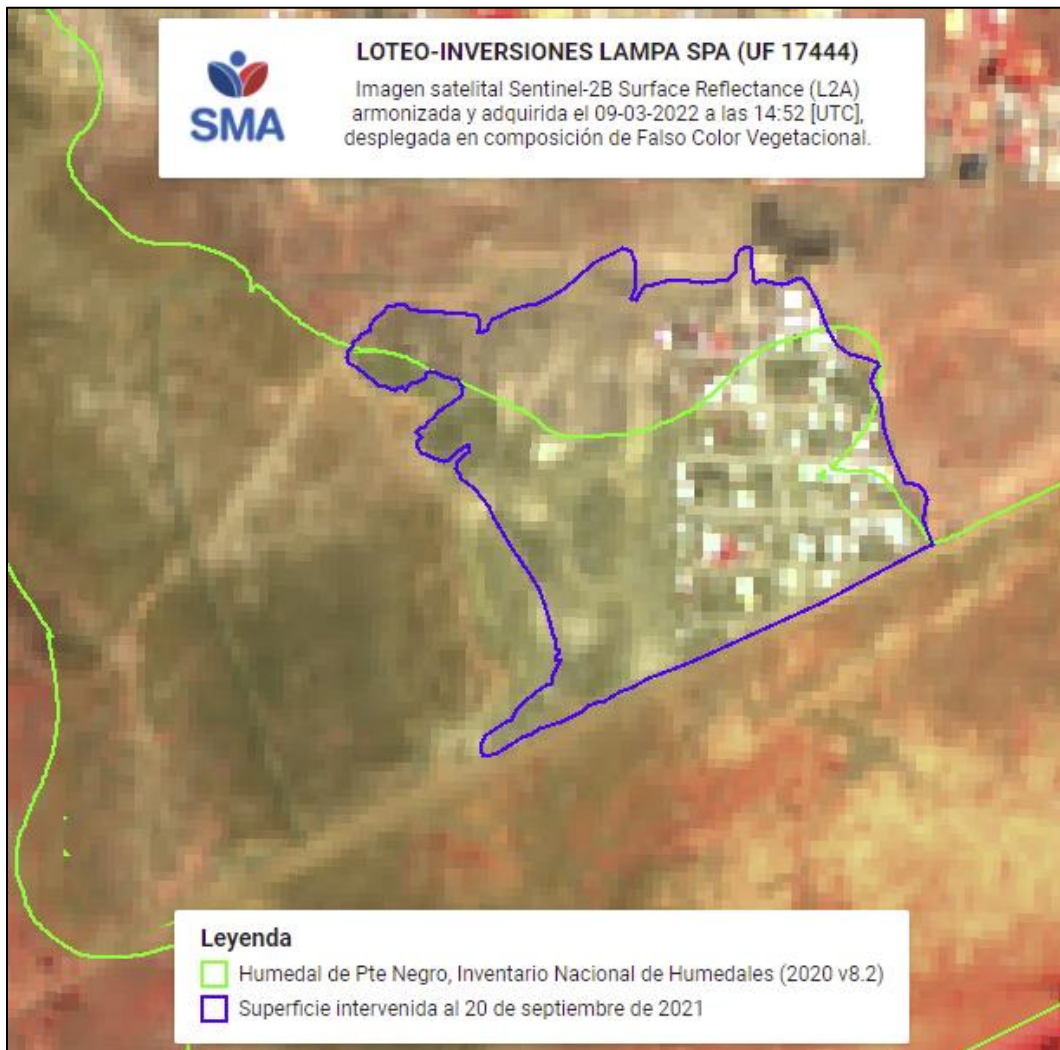 LOTEO-INVERSIONES LAMPA SPA (UF 17444)
Imagen satelital Sentinel-2B Surface Reflectance (L2A)
armonizada y adquirida el 09-03-2022 a las 14:52 [UTC],
desplegada en composición de Falso Color Vegetacional.
SMA
Leyenda
Humedal de Pte Negro, Inventario Nacional de Humedales (2020 v8.2)
Superficie intervenida al 20 de septiembre de 2021